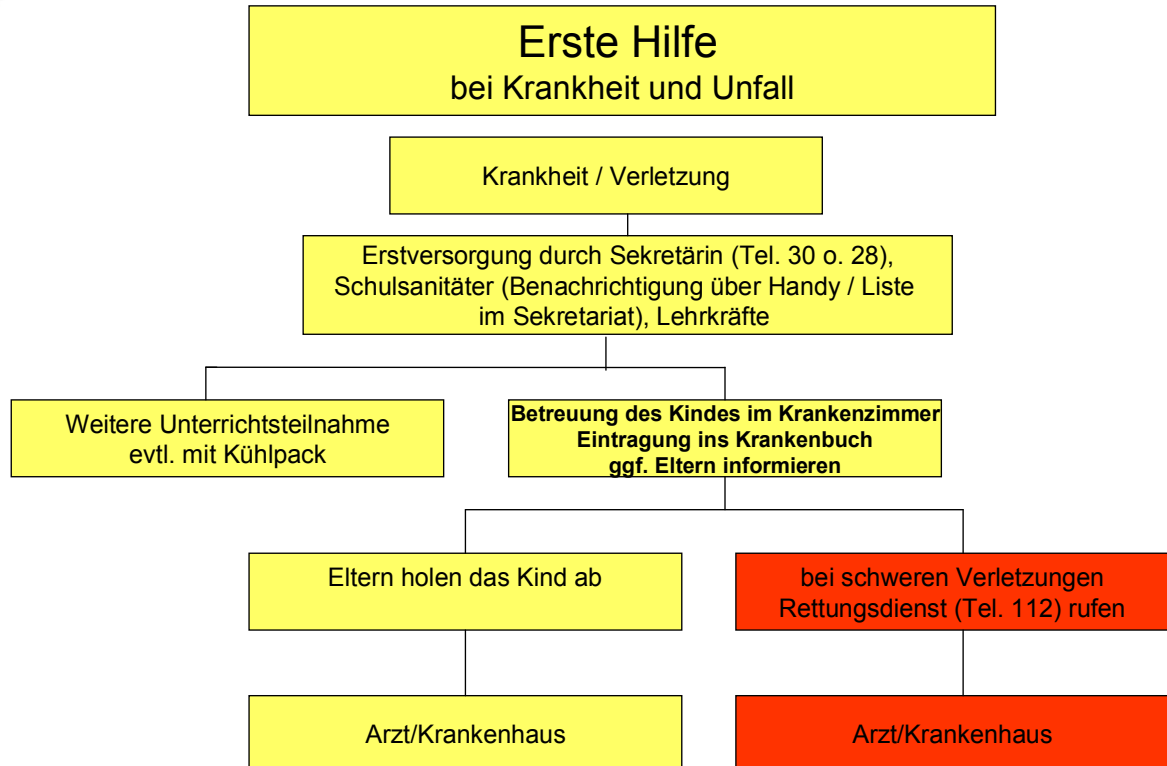 Erste Hilfe
bei Krankheit und Unfall
Krankheit / Verletzung
Erstversorgung durch Sekretärin (Tel. 30 o. 28),
Schulsanitäter (Benachrichtigung über Handy / Liste
im Sekretariat), Lehrkräfte
Weitere Unterrichtsteilnahme
evtl. mit Kühlpack
Betreuung des Kindes im Krankenzimmer
Eintragung ins Krankenbuch
ggf. Eltern informieren
Eltern holen das Kind ab
bei schweren Verletzungen
Rettungsdienst (Tel. 112) rufen
Arzt/Krankenhaus
Arzt/Krankenhaus